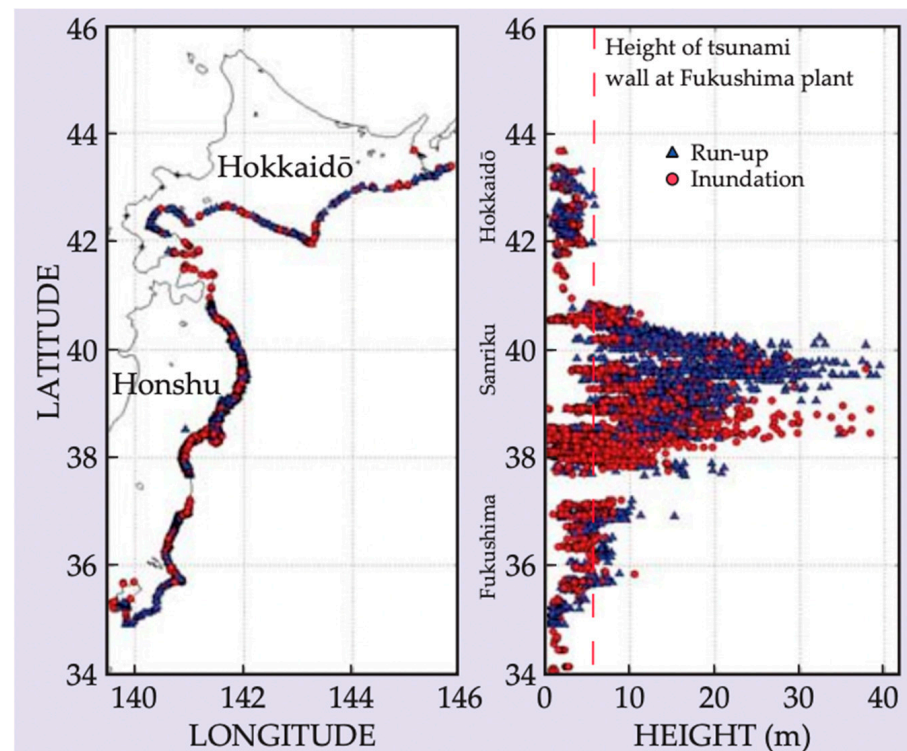 46
44
42
40
38
36
34
LATITUDE
Hokkaidō
Honshu
140
142
144
146
LONGITUDE
46
44
42
40
38
36
34
Hokkaidō
Sanriku
Fukushima
Height of tsunami
wall at Fukushima plant
Run-up
Inundation
0
10
20
30
40
HEIGHT (m)